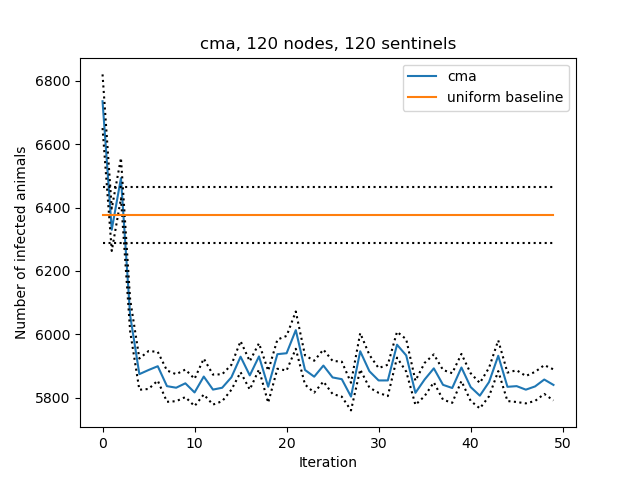 cma, 120 nodes, 120 sentinels
cma
uniform baseline
Number of infected animals
6800
6600
6400
6200
6000
5800
0
10
20
30
40
50
Iteration